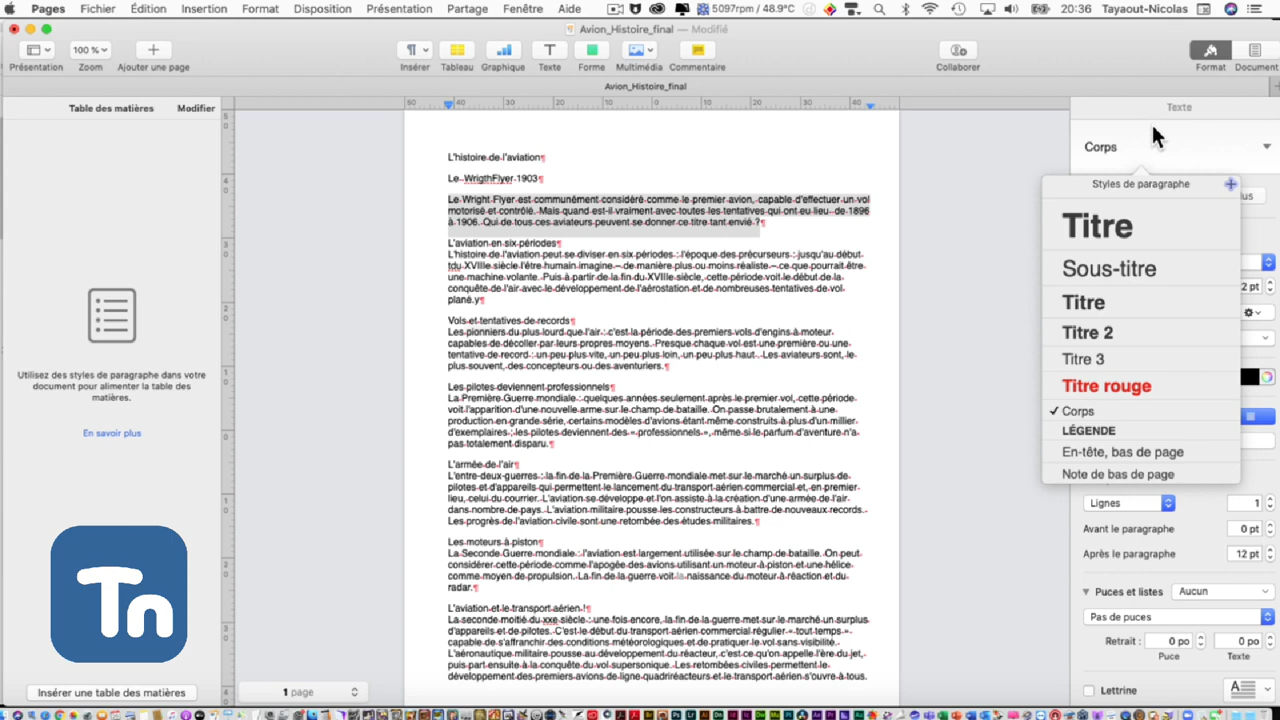 Pages Fichier Édition Insertion Format Disposition Présentation Partage Fenêtre Aide 5097rpm / 48.9°C 20:36 Tayaout-Nicolas
Avion_Histoire_final — Modifié
100 %
Présentation Zoom Ajouter une page Insérer Tableau Graphique Texte Forme Multimédia Commentaire Collaborer Format Document
Avion_Histoire_final
Table des matières Modifier
50 40 30 20 10 0 10 20 30 40
Texte
Corps
Styles de paragraphe
Titre
Sous-titre
Titre
Titre 2
Titre 3
Titre rouge
Corps
LÉGENDE
En-tête, bas de page
Note de bas de page
L'histoire de l'aviation¶
Le WrigthFlyer 1903¶
Le Wright Flyer est communément considéré comme le premier avion, capable d'effectuer un vol
motorisé et contrôlé. Mais quand est-il vraiment avec toutes les tentatives qui ont eu lieu de 1896
à 1906. Qui de tous ces aviateurs peuvent se donner ce titre tant envié ?¶
L'aviation en six périodes¶
L'histoire de l'aviation peut se diviser en six périodes : l'époque des précurseurs : jusqu'au début
tdu XVIIIe siècle l'être humain imagine – de manière plus ou moins réaliste – ce que pourrait être
une machine volante. Puis à partir de la fin du XVIIIe siècle, cette période voit le début de la
conquête de l'air avec le développement de l'aérostation et de nombreuses tentatives de vol
plané.y¶
Vols et tentatives de records¶
Les pionniers du plus lourd que l'air : c'est la période des premiers vols d'engins à moteur
capables de décoller par leurs propres moyens. Presque chaque vol est une première ou une
tentative de record : un peu plus vite, un peu plus loin, un peu plus haut. Les aviateurs sont, le
plus souvent, des concepteurs ou des aventuriers.¶
Les pilotes deviennent professionnels¶
La Première Guerre mondiale : quelques années seulement après le premier vol, cette période
voit l'apparition d'une nouvelle arme sur le champ de bataille. On passe brutalement à une
production en grande série, certains modèles d'avions étant même construits à plus d'un millier
d'exemplaires ; les pilotes deviennent des « professionnels », même si le parfum d'aventure n'a
pas totalement disparu.¶
L'armée de l'air¶
L'entre-deux-guerres : la fin de la Première Guerre mondiale met sur le marché un surplus de
pilotes et d'appareils qui permettent le lancement du transport aérien commercial et, en premier
lieu, celui du courrier. L'aviation se développe et l'on assiste à la création d'une armée de l'air
dans nombre de pays. L'aviation militaire pousse les constructeurs à battre de nouveaux records.
Les progrès de l'aviation civile sont une retombée des études militaires.¶
Les moteurs à piston¶
La Seconde Guerre mondiale : l'aviation est largement utilisée sur le champ de bataille. On peut
considérer cette période comme l'apogée des avions utilisant un moteur à piston et une hélice
comme moyen de propulsion. La fin de la guerre voit la naissance du moteur à réaction et du
radar.¶
L'aviation et le transport aérien !¶
La seconde moitié du xxe siècle : une fois encore, la fin de la guerre met sur le marché un surplus
d'appareils et de pilotes. C'est le début du transport aérien commercial régulier « tout temps »
capable de s'affranchir des conditions météorologiques et de pratiquer le vol sans visibilité.
L'aéronautique militaire pousse au développement du réacteur, c'est ce qu'on appelle l'ère du jet,
puis part ensuite à la conquête du vol supersonique. Les retombées civiles permettent le
développement des premiers avions de ligne quadriréacteurs et le transport aérien s'ouvre à tous.
Utilisez des styles de paragraphe dans votre
document pour alimenter la table des
matières.
En savoir plus
Tn
Insérer une table des matières
1 page
lus
2 pt
Lignes 1
Avant le paragraphe 0 pt
Après le paragraphe 12 pt
Puces et listes Aucun
Pas de puces
Retrait : 0 po 0 po
Puce Texte
Lettrine